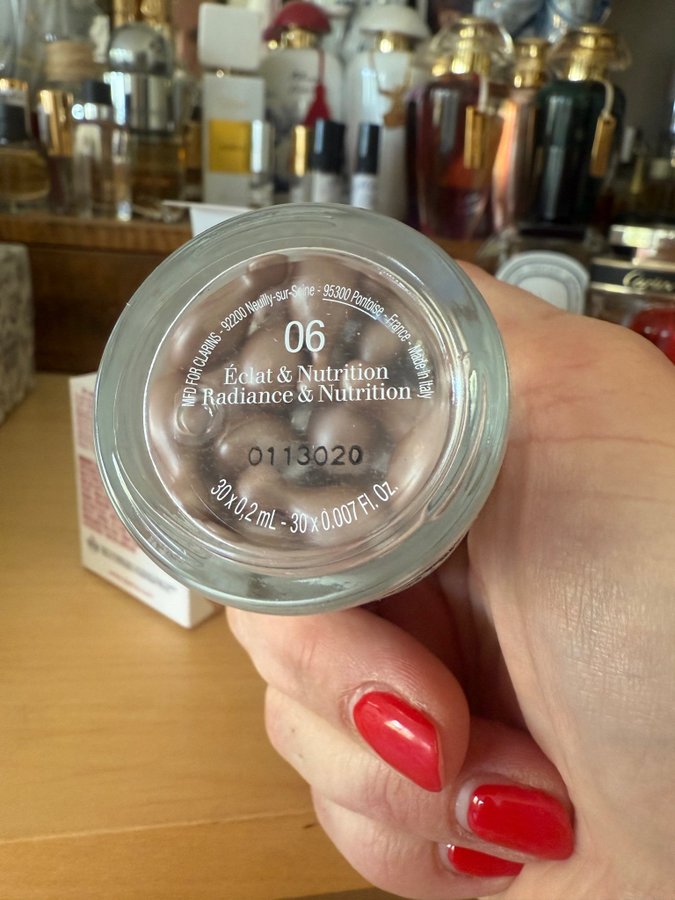 MFD FOR CLARINS - 92200 Neuilly-sur-Seine - 95300 Pontoise - France - Made in Italy
06
Éclat & Nutrition
Radiance & Nutrition
0113020
30 x 0,2 mL - 30 x 0.007 Fl. Oz.
Cartier